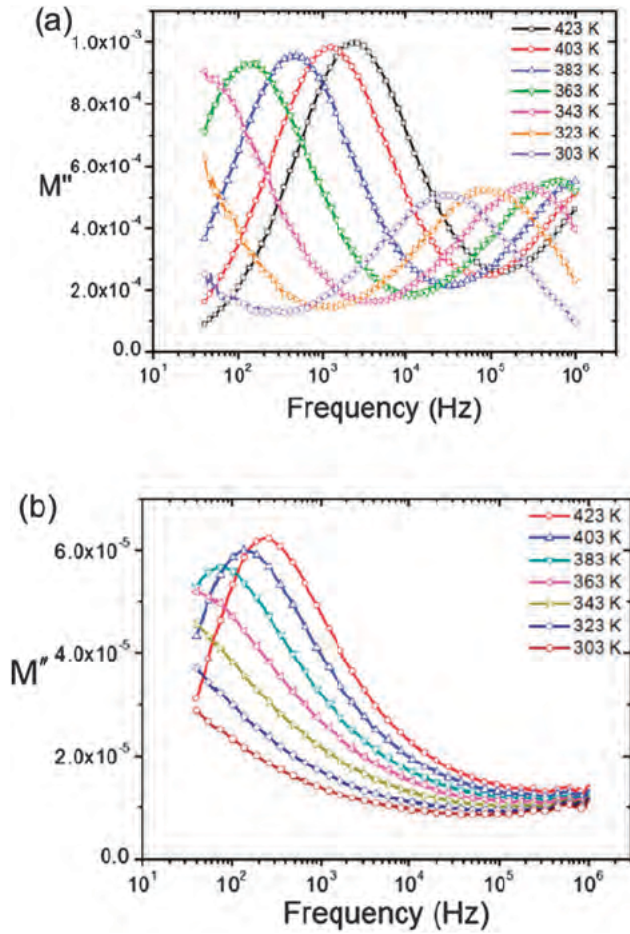 (a)
1.0x10⁻³
8.0x10⁻⁴
6.0x10⁻⁴
4.0x10⁻⁴
2.0x10⁻⁴
0.0
M''
423 K
403 K
383 K
363 K
343 K
323 K
303 K
10¹ 10² 10³ 10⁴ 10⁵ 10⁶
Frequency (Hz)
(b)
6.0x10⁻⁵
4.0x10⁻⁵
2.0x10⁻⁵
0.0
M''
423 K
403 K
383 K
363 K
343 K
323 K
303 K
10¹ 10² 10³ 10⁴ 10⁵ 10⁶
Frequency (Hz)